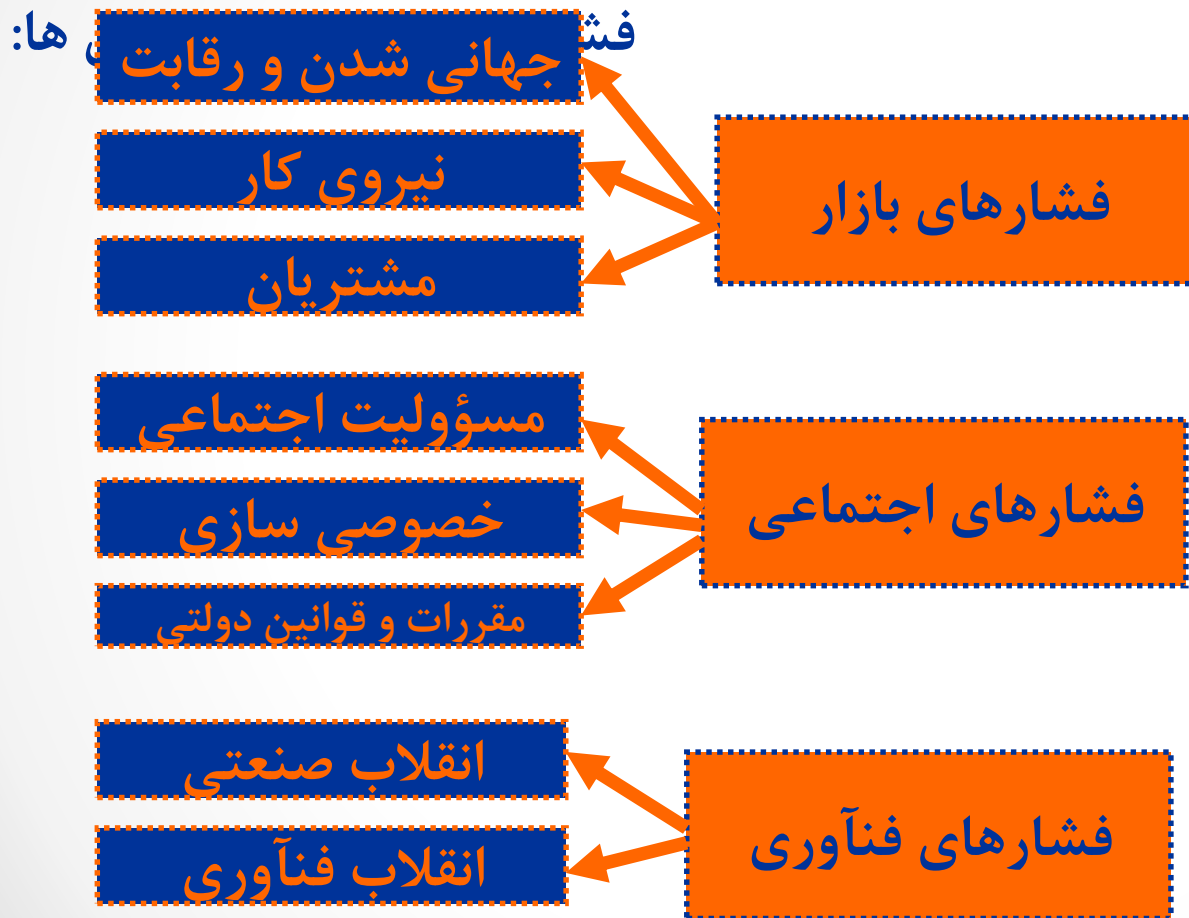 ها:
جهانی شدن و رقابت
نیروی کار
مشتریان
فشارهای بازار
مسؤولیت اجتماعی
خصوصی سازی
مقررات و قوانین دولتی
فشارهای اجتماعی
انقلاب صنعتی
انقلاب فنآوری
فشارهای فنآوری